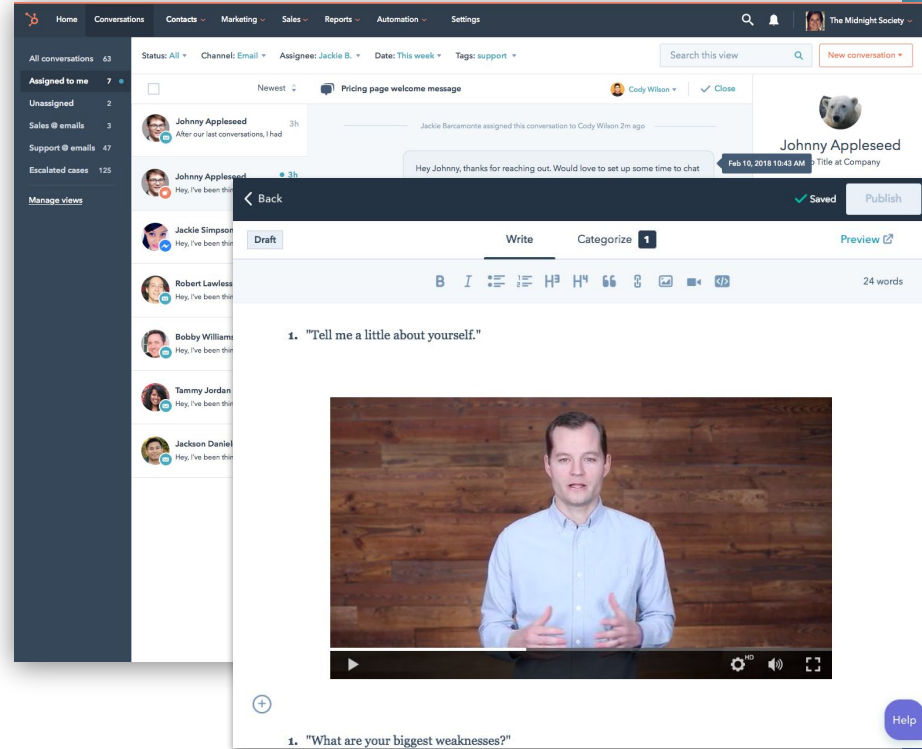 Home Conversations Contacts Marketing Sales Reports Automation Settings The Midnight Society
All conversations 63
Assigned to me 7
Unassigned 2
Sales @ emails 3
Support @ emails 47
Escalated cases 125
Manage views
Status: All Channel: Email Assignee: Jackie B. Date: This week Tags: support Search this view New conversation
Newest
Johnny Appleseed 3h
After our last conversations, I had
Johnny Appleseed 3h
Hey, I've been thin
Jackie Simpson
Hey, I've been thin
Robert Lawless
Hey, I've been thin
Bobby Williams
Hey, I've been thin
Tammy Jordan
Hey, I've been thin
Jackson Daniel
Hey, I've been thin
Pricing page welcome message Cody Wilson Close
Jackie Barcamonte assigned this conversation to Cody Wilson 2m ago
Hey Johnny, thanks for reaching out. Would love to set up some time to chat
Feb 10, 2018 10:43 AM
Johnny Appleseed
Title at Company
Back Saved Publish
Draft Write Categorize 1 Preview
B I H3 H4 24 words
1. "Tell me a little about yourself."
HD
1. "What are your biggest weaknesses?"
Help